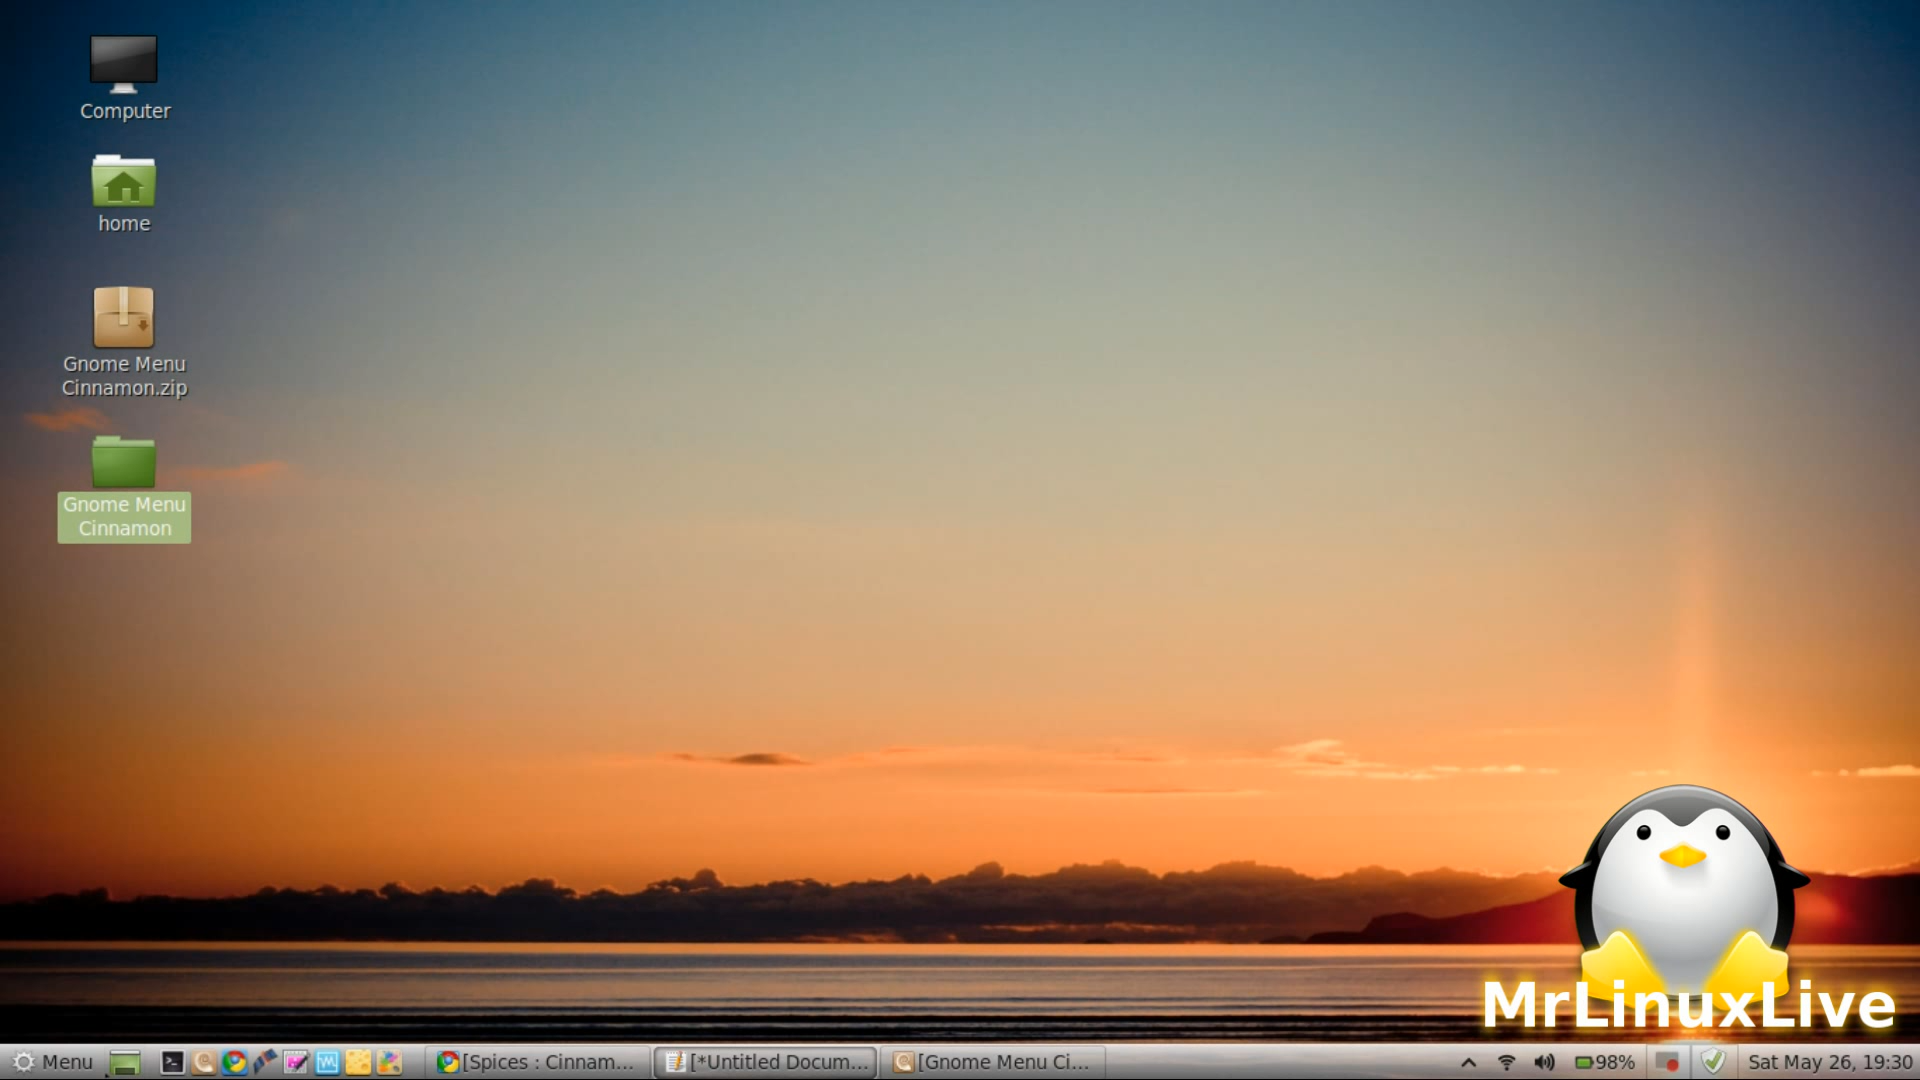 Computer
home
Gnome Menu
Cinnamon.zip
Gnome Menu
Cinnamon
MrLinuxLive
Menu
[Spices : Cinnam...
[*Untitled Docum...
[Gnome Menu Ci...
98%
Sat May 26, 19:30